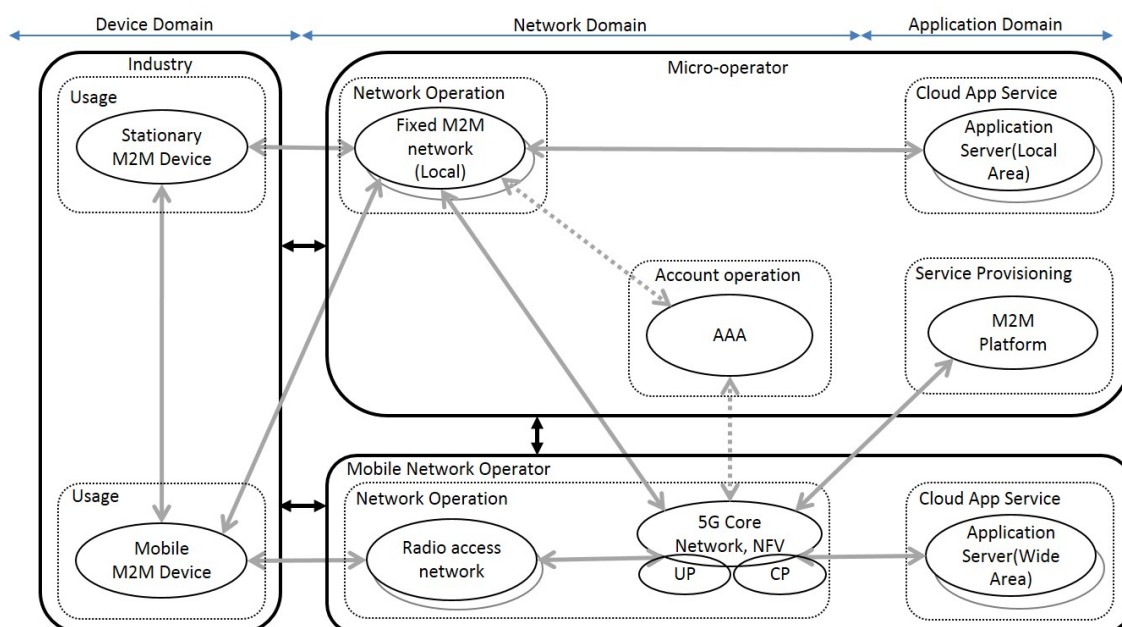 Device Domain
Network Domain
Application Domain
Industry
Micro-operator
Usage
Stationary
M2M Device
Network Operation
Fixed M2M
network
(Local)
Cloud App Service
Application
Server(Local
Area)
Account operation
AAA
Service Provisioning
M2M
Platform
Mobile Network Operator
Usage
Mobile
M2M Device
Network Operation
Radio access
network
5G Core
Network, NFV
UP
CP
Cloud App Service
Application
Server(Wide
Area)